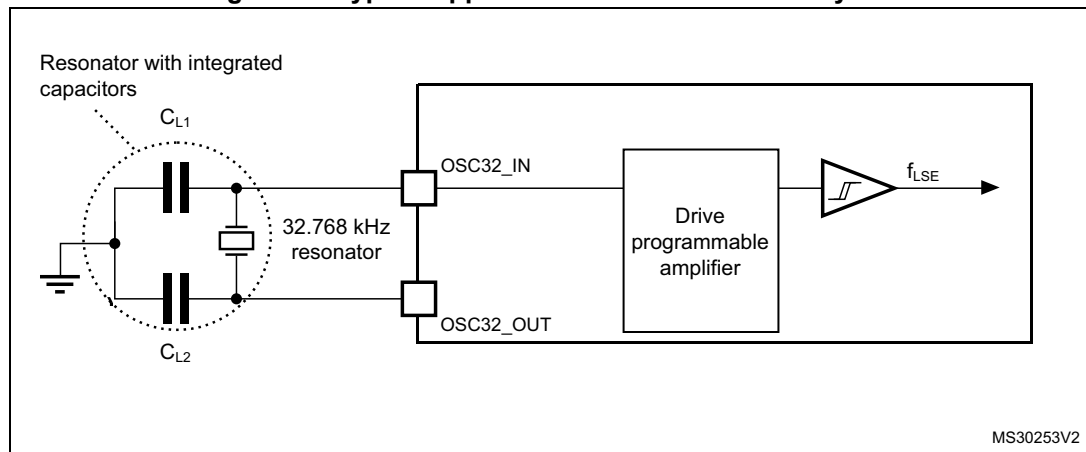 Resonator with integrated
capacitors
CL1
OSC32_IN
fLSE
32.768 kHz
resonator
Drive
programmable
amplifier
OSC32_OUT
CL2
MS30253V2